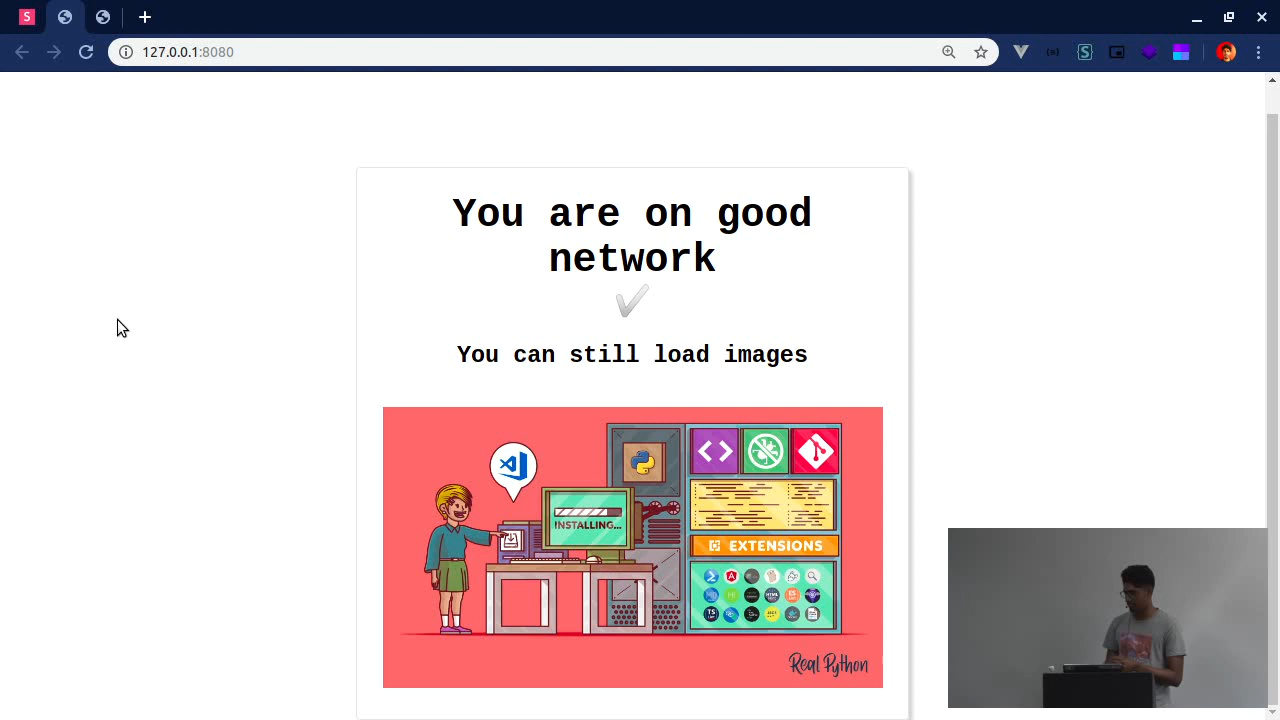 S
127.0.0.1:8080
You are on good
network
You can still load images
INSTALLING...
EXTENSIONS
Real Python